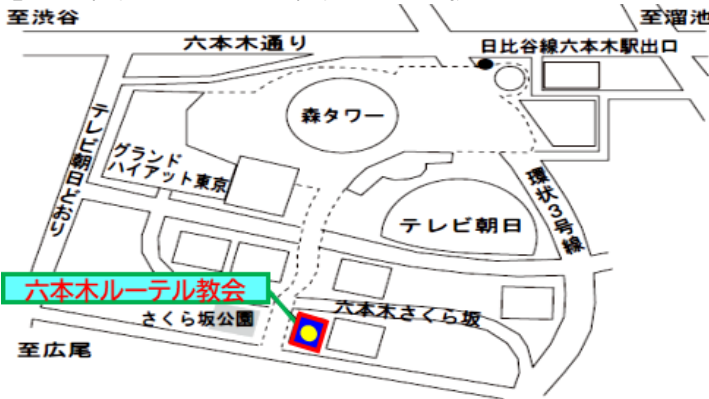 至渋谷
至溜池
六本木通り
日比谷線六本木駅出口
森タワー
テレビ朝日どおり
グランド
ハイアット東京
環状3号線
テレビ朝日
六本木ルーテル教会
さくら坂公園
六本木さくら坂
至広尾